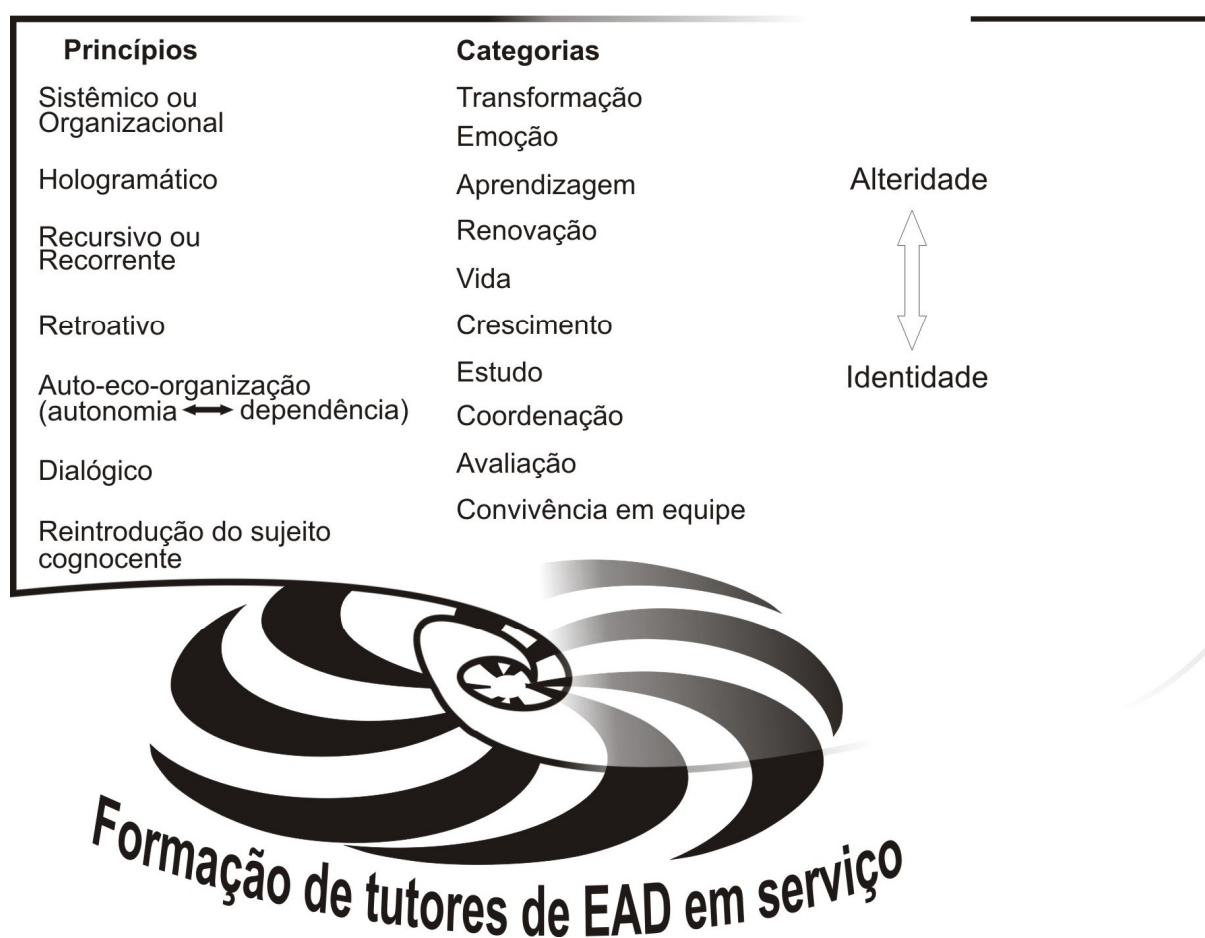 Princípios
Sistêmico ou
Organizacional
Hologramático
Recursivo ou
Recorrente
Retroativo
Auto-eco-organização
(autonomia ↔ dependência)
Dialógico
Reintrodução do sujeito
cognocente
Categorias
Transformação
Emoção
Aprendizagem
Renovação
Vida
Crescimento
Estudo
Coordenação
Avaliação
Convivência em equipe
Alteridade
Identidade
Formação de tutores de EAD em serviço